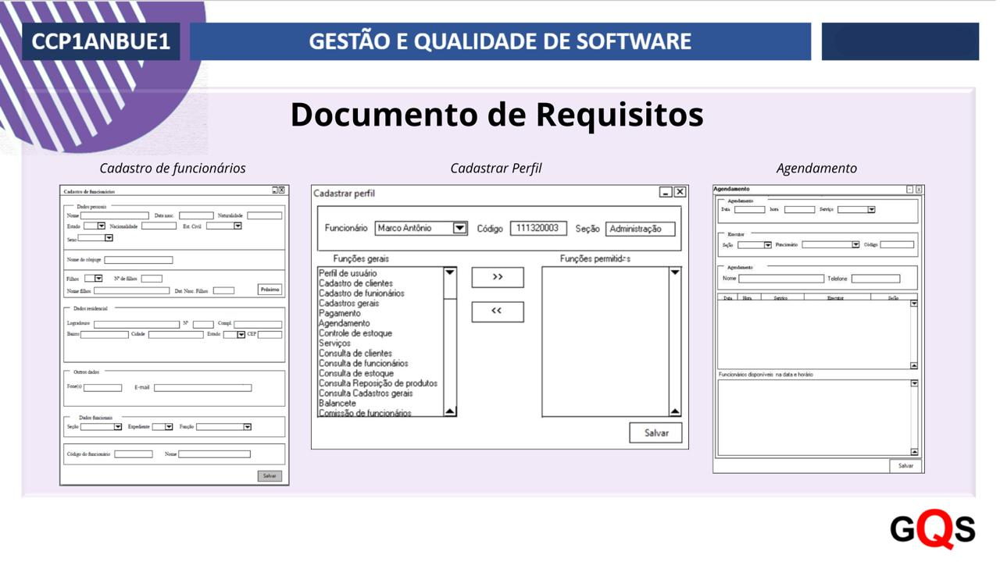 CCP1ANBUE1
GESTÃO E QUALIDADE DE SOFTWARE
Documento de Requisitos
Cadastro de funcionários
Cadastro de funcionários
Dados pessoais
Nome Data nasc. Naturalidade
Estado Nacionalidade Est. Civil
Sexo
Nome do cônjuge
Filhos Nº de filhos
Nome filhos Dat. Nasc. Filhos Próximo
Dados residencial
Logradouro Nº Compl.
Bairro Cidade Estado CEP
Outros dados
Fone(s) E-mail
Dados funcionais
Seção Expediente Função
Código do funcionário Nome
Salvar
Cadastrar Perfil
Cadastrar perfil
Funcionário Marco Antônio Código 111320003 Seção Administração
Funções gerais Funções permitidas
Perfil de usuário
Cadastro de clientes
Cadastro de funionários
Cadastros gerais
Pagamento
Agendamento
Controle de estoque
Serviços
Consulta de clientes
Consulta de funcionários
Consulta de estoque
Consulta Reposição de produtos
Consulta Cadastros gerais
Balancete
Comissão de funcionários
>>
<<
Salvar
Agendamento
Agendamento
Agendamento
Data hora Serviço
Executor
Seção Funcionário Código
Agendamento
Nome Telefone
Data Hora Serviço Executor Seção
Funcionários disponíveis na data e horário
Salvar
GQS